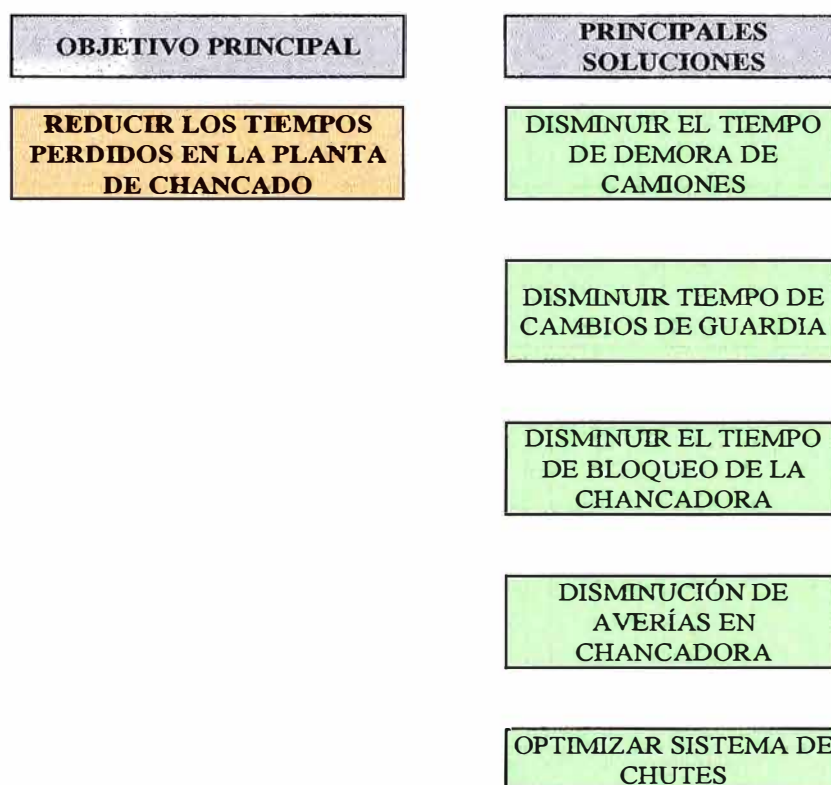 OBJETIVO PRINCIPAL
REDUCIR LOS TIEMPOS
PERDIDOS EN LA PLANTA
DE CHANCADO
PRINCIPALES
SOLUCIONES
DISMINUIR EL TIEMPO
DE DEMORA DE
CAMIONES
DISMINUIR TIEMPO DE
CAMBIOS DE GUARDIA
DISMINUIR EL TIEMPO
DE BLOQUEO DE LA
CHANCADORA
DISMINUCIÓN DE
AVERÍAS EN
CHANCADORA
OPTIMIZAR SISTEMA DE
CHUTES